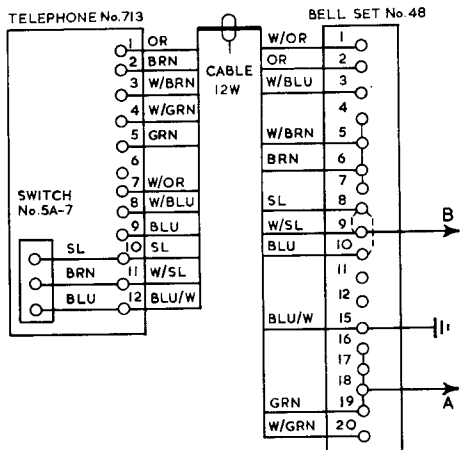 TELEPHONE No.713
BELL SET No.48
1 OR
2 BRN
3 W/BRN
4 W/GRN
5 GRN
6
7 W/OR
8 W/BLU
9 BLU
10 SL
11 W/SL
12 BLU/W
SWITCH
No.5A-7
SL
BRN
BLU
CABLE
12W
W/OR 1
OR 2
W/BLU 3
4
W/BRN 5
BRN 6
7
SL 8
W/SL 9
BLU 10
11
12
BLU/W 15
16
17
18
GRN 19
W/GRN 20
B
A